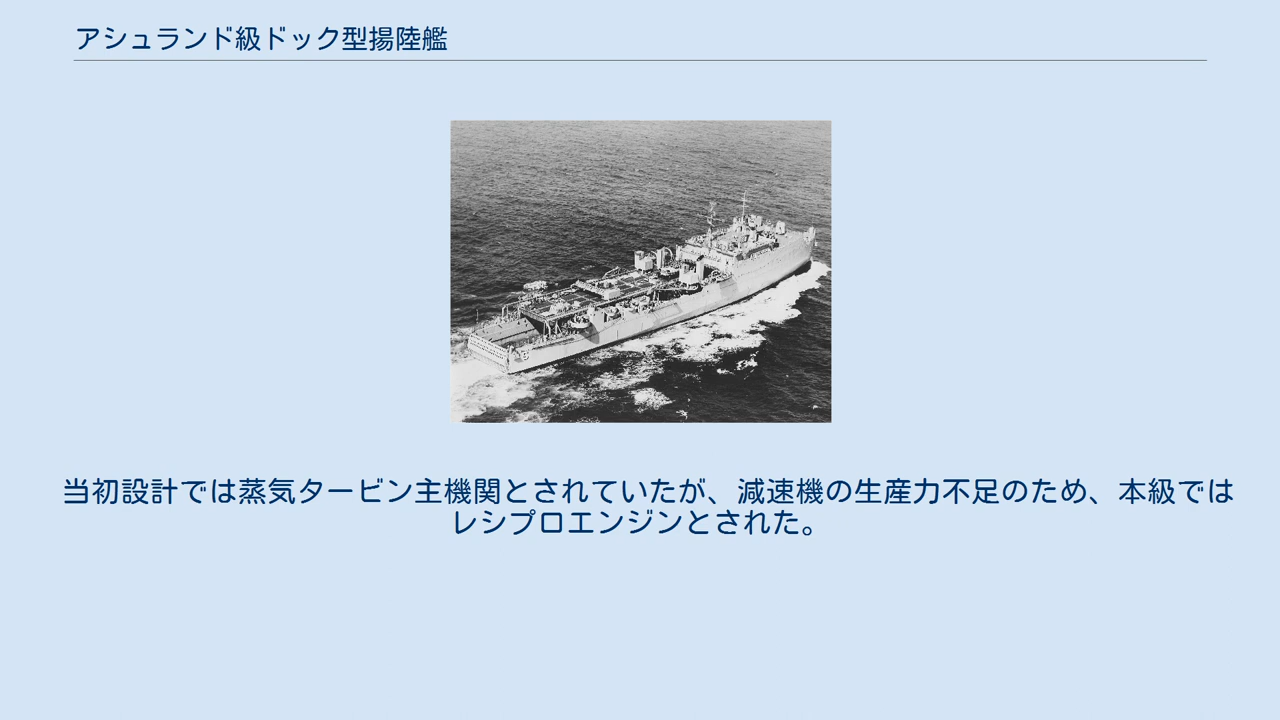 アシュランド級ドック型揚陸艦
当初設計では蒸気タービン主機関とされていたが、減速機の生産力不足のため、本級では
レシプロエンジンとされた。